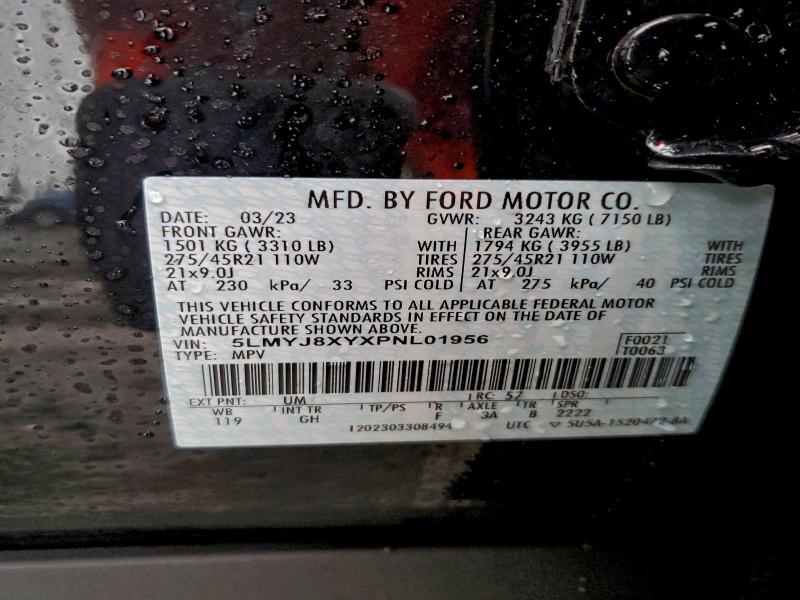 MFD. BY FORD MOTOR CO.
DATE: 03/23 GVWR: 3243 KG ( 7150 LB)
FRONT GAWR: REAR GAWR:
1501 KG ( 3310 LB) WITH 1794 KG ( 3955 LB) WITH
275/45R21 110W TIRES 275/45R21 110W TIRES
21x9.0J RIMS 21x9.0J RIMS
AT 230 kPa/ 33 PSI COLD AT 275 kPa/ 40 PSI COLD
THIS VEHICLE CONFORMS TO ALL APPLICABLE FEDERAL MOTOR
VEHICLE SAFETY STANDARDS IN EFFECT ON THE DATE OF
MANUFACTURE SHOWN ABOVE.
VIN: 5LMYJ8XYXPNL01956 F0021
TYPE: MPV T0063
EXT PNT: UM RC: 57 DSO:
WB INT TR TP/PS R AXLE TR SPR
119 GH F 3A B 2222
1202303308494 UTC ▽ 5U5A-1520472-BA